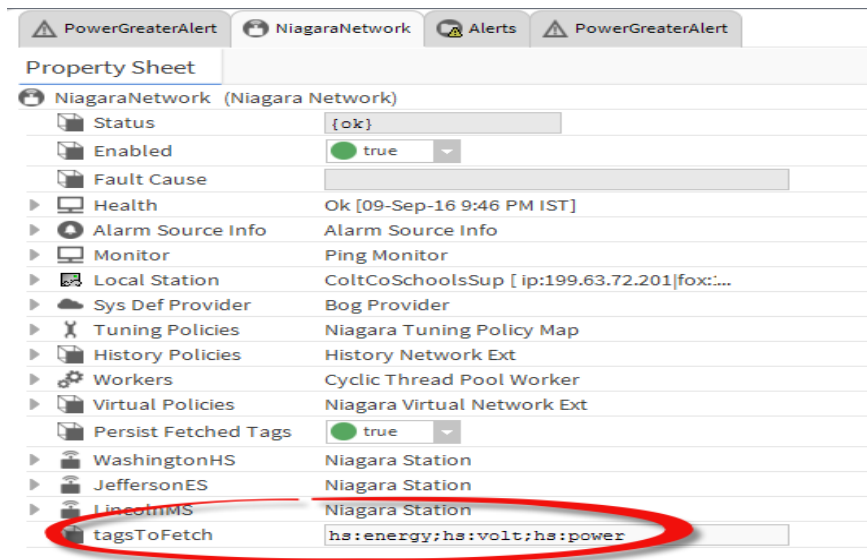 PowerGreaterAlert NiagaraNetwork Alerts PowerGreaterAlert
Property Sheet
NiagaraNetwork (Niagara Network)
Status {ok}
Enabled true
Fault Cause
Health Ok [09-Sep-16 9:46 PM IST]
Alarm Source Info Alarm Source Info
Monitor Ping Monitor
Local Station ColtCoSchoolsSup [ ip:199.63.72.201|fox:...
Sys Def Provider Bog Provider
Tuning Policies Niagara Tuning Policy Map
History Policies History Network Ext
Workers Cyclic Thread Pool Worker
Virtual Policies Niagara Virtual Network Ext
Persist Fetched Tags true
WashingtonHS Niagara Station
JeffersonES Niagara Station
LincolnMS Niagara Station
tagsToFetch hs:energy;hs:volt;hs:power